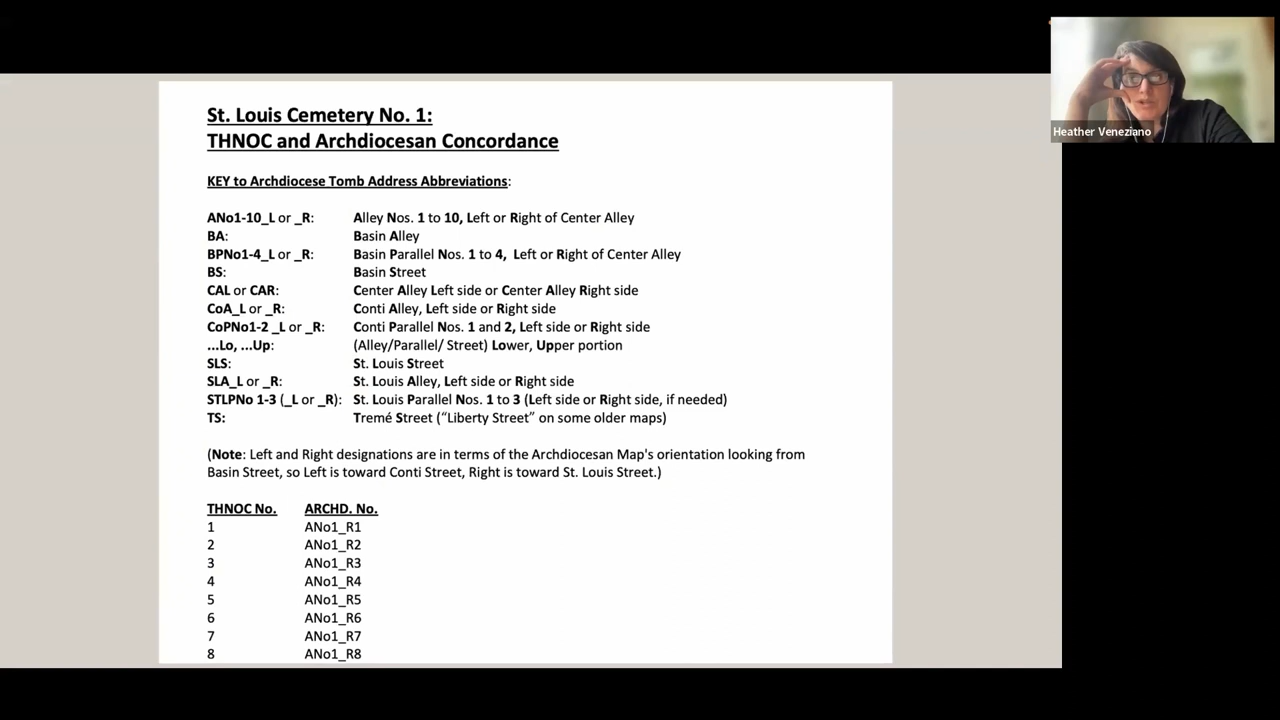 St. Louis Cemetery No. 1:
THNOC and Archdiocesan Concordance
KEY to Archdiocese Tomb Address Abbreviations:
ANo1-10_L or _R: Alley Nos. 1 to 10, Left or Right of Center Alley
BA: Basin Alley
BPNo1-4_L or _R: Basin Parallel Nos. 1 to 4, Left or Right of Center Alley
BS: Basin Street
CAL or CAR: Center Alley Left side or Center Alley Right side
CoA_L or _R: Conti Alley, Left side or Right side
CoPNo1-2 _L or _R: Conti Parallel Nos. 1 and 2, Left side or Right side
...Lo, ...Up: (Alley/Parallel/ Street) Lower, Upper portion
SLS: St. Louis Street
SLA_L or _R: St. Louis Alley, Left side or Right side
STLPNo 1-3 (_L or _R): St. Louis Parallel Nos. 1 to 3 (Left side or Right side, if needed)
TS: Tremé Street (“Liberty Street” on some older maps)
(Note: Left and Right designations are in terms of the Archdiocesan Map's orientation looking from
Basin Street, so Left is toward Conti Street, Right is toward St. Louis Street.)
THNOC No. ARCHD. No.
1 ANo1_R1
2 ANo1_R2
3 ANo1_R3
4 ANo1_R4
5 ANo1_R5
6 ANo1_R6
7 ANo1_R7
8 ANo1_R8
Heather Veneziano